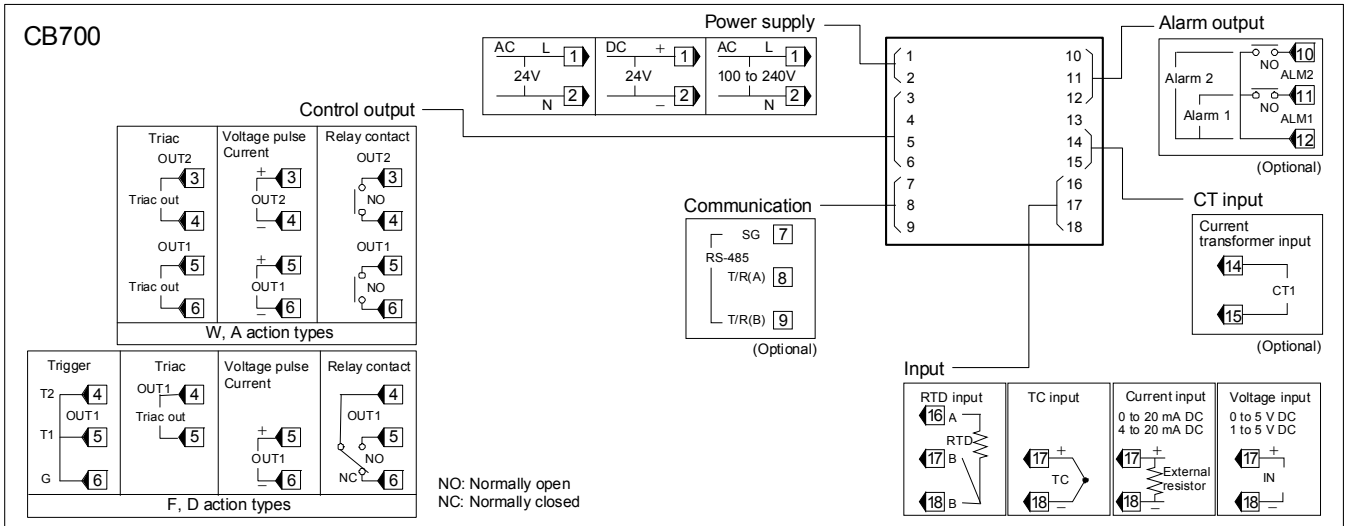 CB700
Power supply
AC L 1
24V
N 2
DC + 1
24V
– 2
AC L 1
100 to 240V
N 2
1
2
3
4
5
6
7
8
9
10
11
12
13
14
15
16
17
18
Alarm output
Alarm 2
Alarm 1
NO
10
ALM2
NO
11
ALM1
12
(Optional)
Control output
Triac
OUT2
3
Triac out
4
OUT1
5
Triac out
6
Voltage pulse
Current
+ 3
OUT2
– 4
+ 5
OUT1
– 6
Relay contact
OUT2
3
NO
4
OUT1
5
NO
6
W, A action types
Trigger
T2 4
OUT1
T1 5
G 6
Triac
OUT1 4
Triac out
5
Voltage pulse
Current
+ 5
OUT1
– 6
Relay contact
4
OUT1
5
NO
NC 6
F, D action types
NO: Normally open
NC: Normally closed
Communication
SG 7
RS-485
T/R(A) 8
T/R(B) 9
(Optional)
CT input
Current
transformer input
14
CT1
15
(Optional)
Input
RTD input
16 A
RTD
17 B
18 B
TC input
17 +
TC
18 –
Current input
0 to 20 mA DC
4 to 20 mA DC
17 +
External
resistor
18 –
Voltage input
0 to 5 V DC
1 to 5 V DC
17 +
IN
18 –